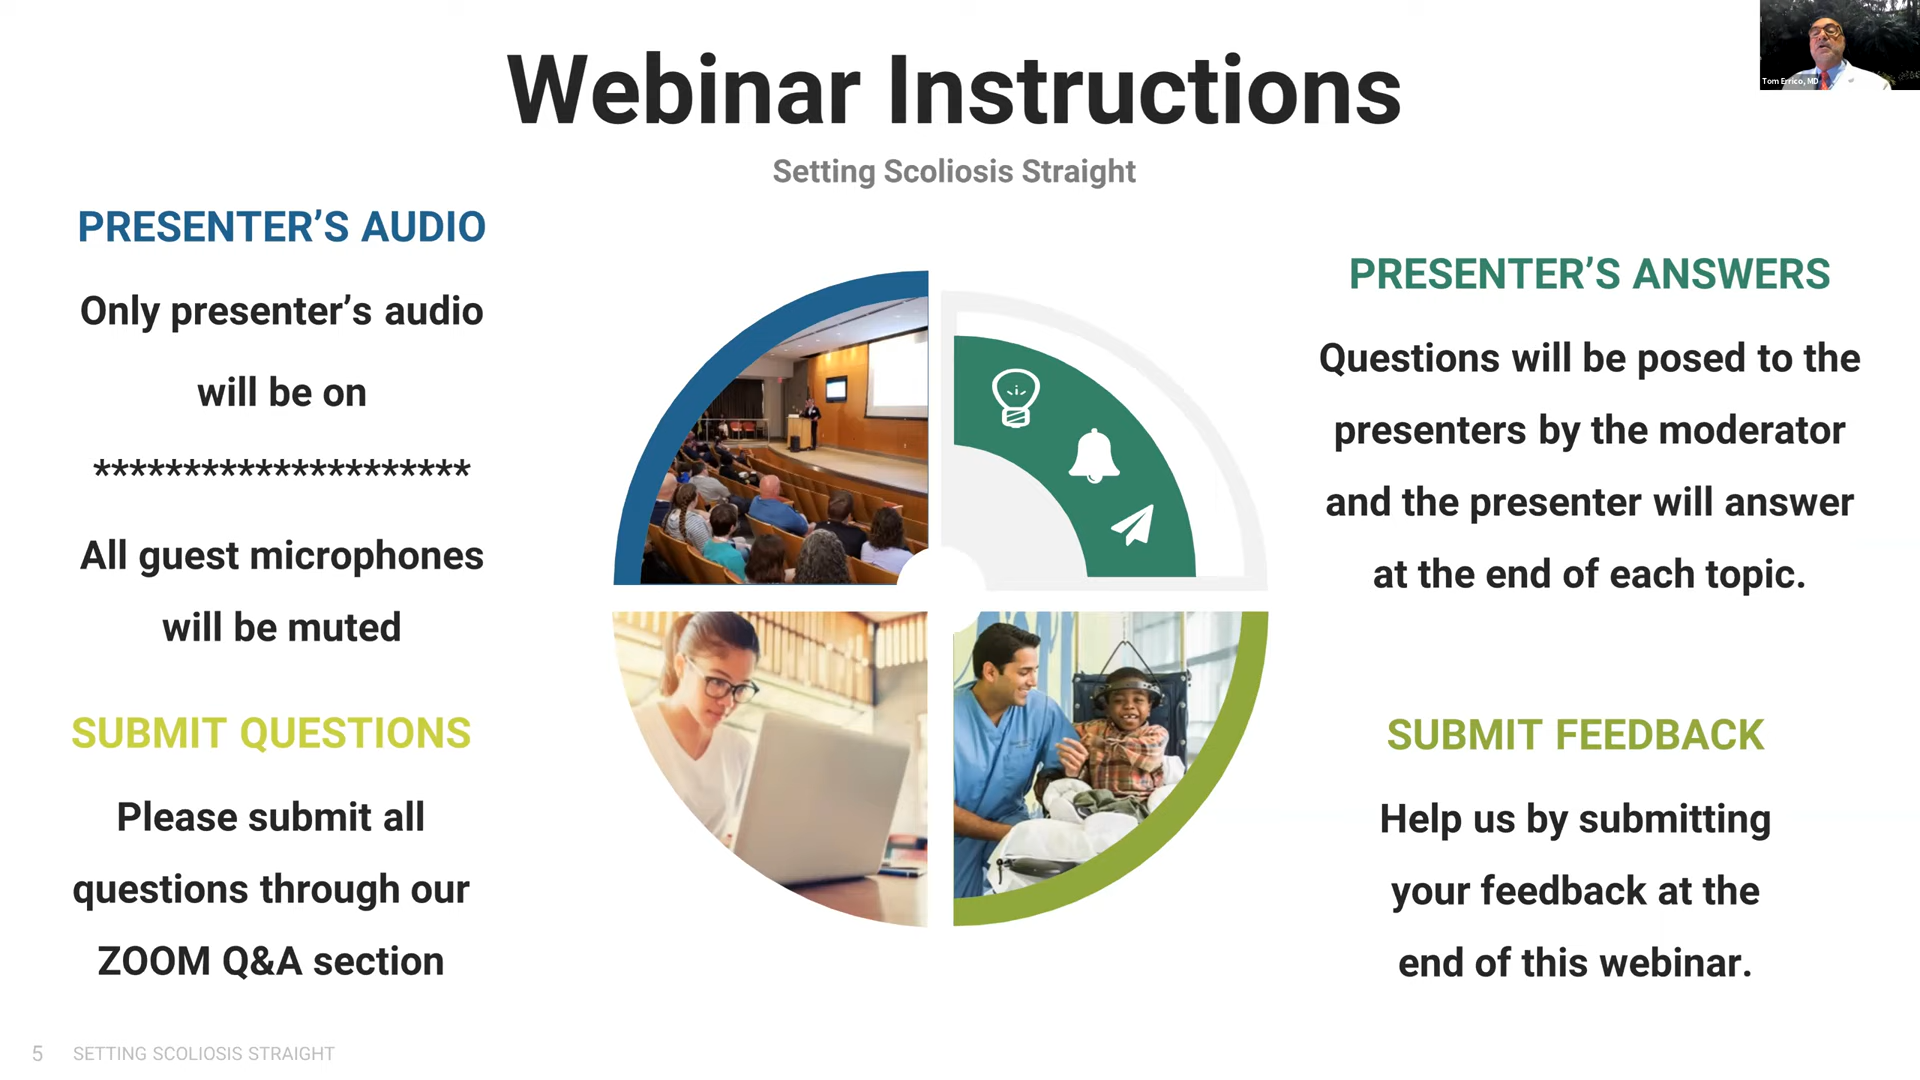 Webinar Instructions
Setting Scoliosis Straight
Tom Errico, MD
PRESENTER’S AUDIO
Only presenter’s audio
will be on
*********************
All guest microphones
will be muted
SUBMIT QUESTIONS
Please submit all
questions through our
ZOOM Q&A section
PRESENTER’S ANSWERS
Questions will be posed to the
presenters by the moderator
and the presenter will answer
at the end of each topic.
SUBMIT FEEDBACK
Help us by submitting
your feedback at the
end of this webinar.
5 SETTING SCOLIOSIS STRAIGHT